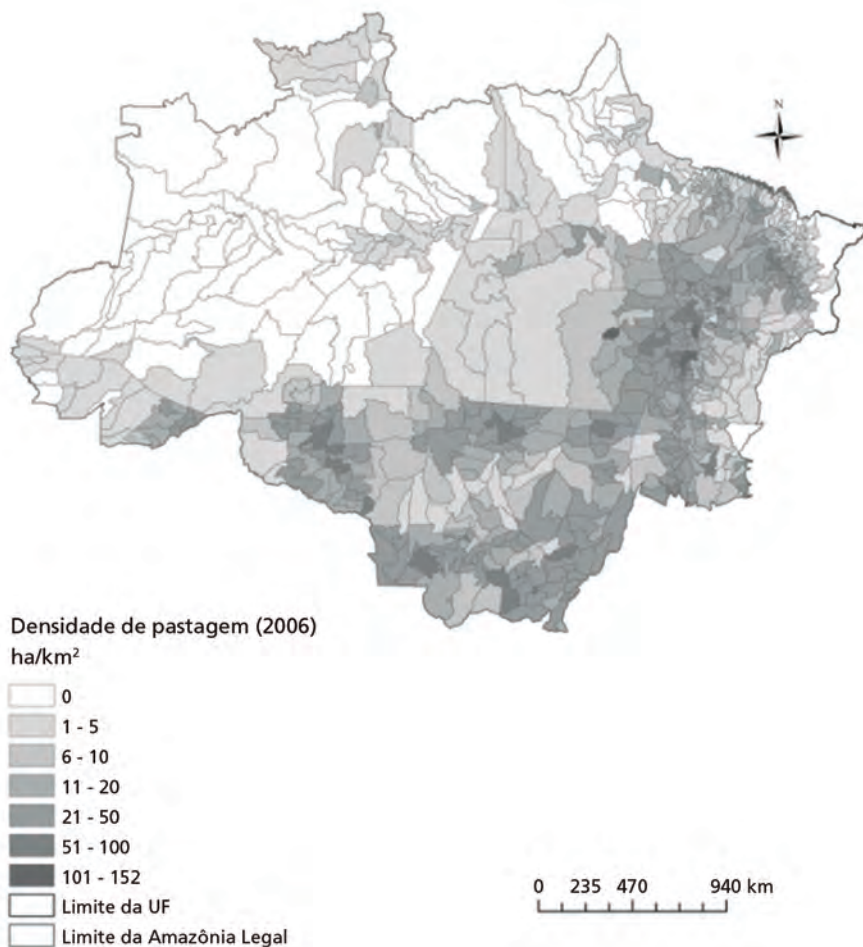 N
Densidade de pastagem (2006)
ha/km²
0
1 - 5
6 - 10
11 - 20
21 - 50
51 - 100
101 - 152
Limite da UF
Limite da Amazônia Legal
0 235 470 940 km